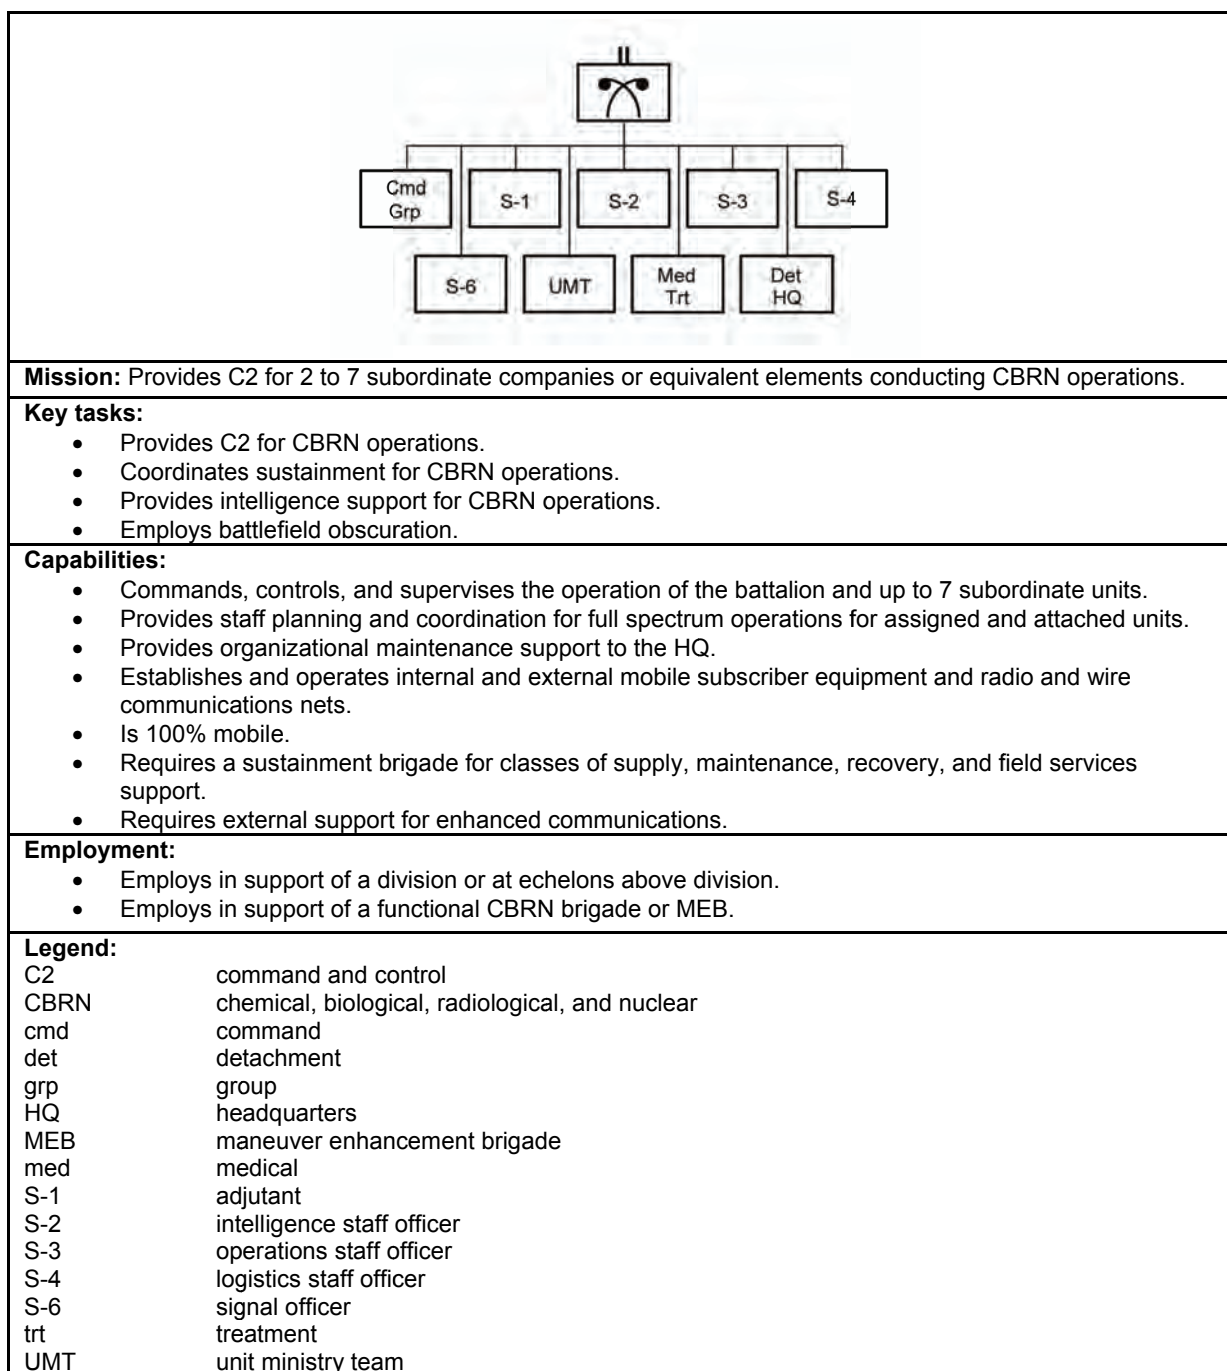 Cmd
Grp
S-1
S-2
S-3
S-4
S-6
UMT
Med
Trt
Det
HQ
Mission: Provides C2 for 2 to 7 subordinate companies or equivalent elements conducting CBRN operations.
Key tasks:
• Provides C2 for CBRN operations.
• Coordinates sustainment for CBRN operations.
• Provides intelligence support for CBRN operations.
• Employs battlefield obscuration.
Capabilities:
• Commands, controls, and supervises the operation of the battalion and up to 7 subordinate units.
• Provides staff planning and coordination for full spectrum operations for assigned and attached units.
• Provides organizational maintenance support to the HQ.
• Establishes and operates internal and external mobile subscriber equipment and radio and wire
communications nets.
• Is 100% mobile.
• Requires a sustainment brigade for classes of supply, maintenance, recovery, and field services
support.
• Requires external support for enhanced communications.
Employment:
• Employs in support of a division or at echelons above division.
• Employs in support of a functional CBRN brigade or MEB.
Legend:
C2 command and control
CBRN chemical, biological, radiological, and nuclear
cmd command
det detachment
grp group
HQ headquarters
MEB maneuver enhancement brigade
med medical
S-1 adjutant
S-2 intelligence staff officer
S-3 operations staff officer
S-4 logistics staff officer
S-6 signal officer
trt treatment
UMT unit ministry team